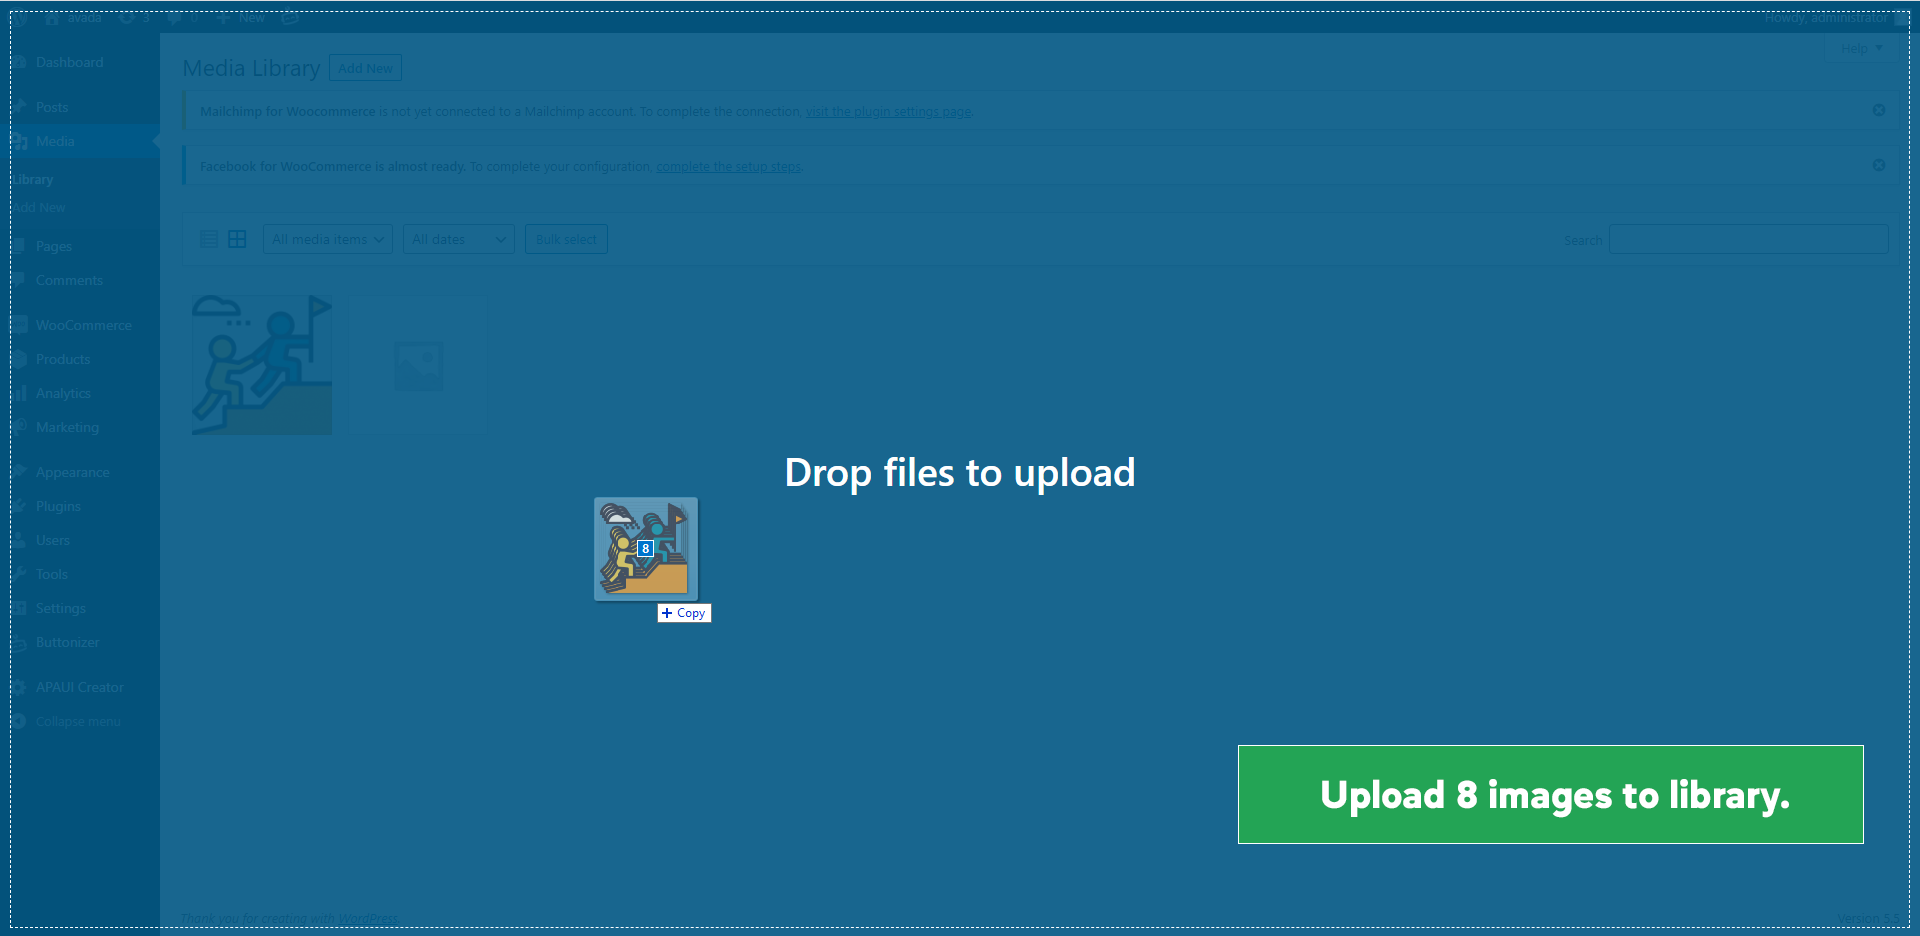 avada 3 0 New
Howdy, administrator
Help
Dashboard
Posts
Media
Library
Add New
Pages
Comments
WooCommerce
Products
Analytics
Marketing
Appearance
Plugins
Users
Tools
Settings
Buttonizer
APAUI Creator
Collapse menu
Media Library Add New
Mailchimp for Woocommerce is not yet connected to a Mailchimp account. To complete the connection, visit the plugin settings page.
Facebook for WooCommerce is almost ready. To complete your configuration, complete the setup steps.
All media items All dates Bulk select Search
Drop files to upload
8
+ Copy
Upload 8 images to library.
Thank you for creating with WordPress.
Version 5.5